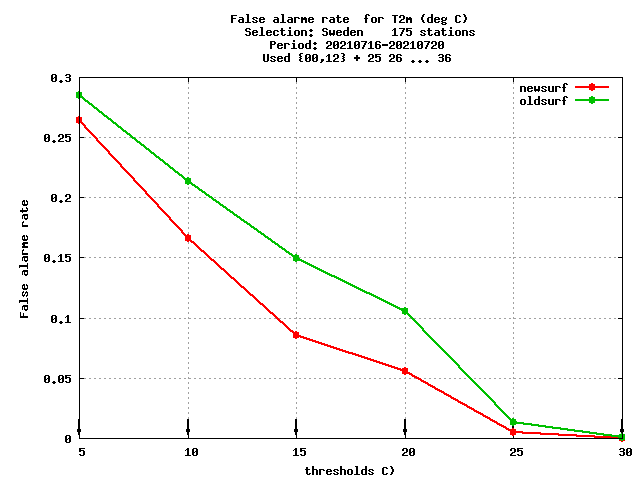 False alarme rate  for T2m (deg C)
Selection: Sweden    175 stations
Period: 20210716-20210720
Used {00,12} + 25 26 ... 36
newsurf
oldsurf
0.3
0.25
0.2
0.15
0.1
0.05
0
False alarme rate
5 10 15 20 25 30
thresholds C)